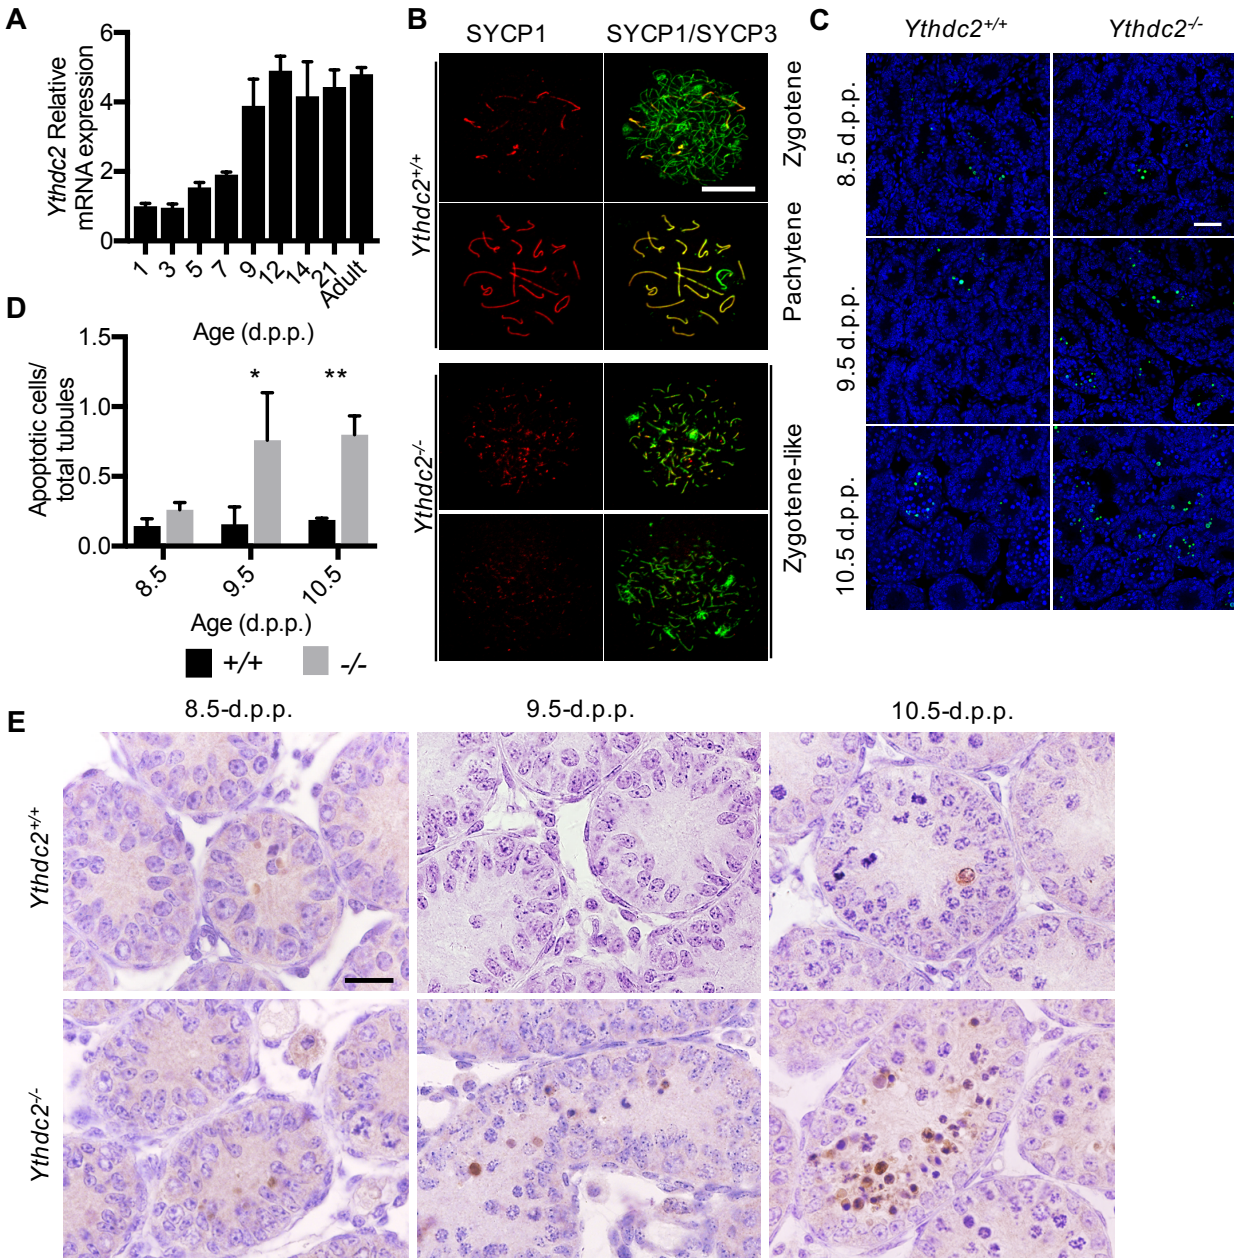 A
Ythdc2 Relative
mRNA expression
6
4
2
0
1
3
5
7
9
12
14
21
Adult
Age (d.p.p.)
B
SYCP1
SYCP1/SYCP3
Ythdc2+/+
Ythdc2-/-
Zygotene
Pachytene
Zygotene-like
C
Ythdc2+/+
Ythdc2-/-
8.5 d.p.p.
9.5 d.p.p.
10.5 d.p.p.
D
Apoptotic cells/
total tubules
1.5
1.0
0.5
0.0
*
**
8.5
9.5
10.5
Age (d.p.p.)
+/+
-/-
E
8.5-d.p.p.
9.5-d.p.p.
10.5-d.p.p.
Ythdc2+/+
Ythdc2-/-